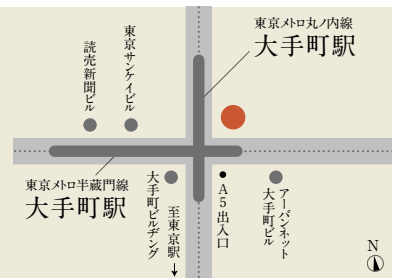 東京メトロ丸ノ内線
大手町駅
東京サンケイビル
読売新聞ビル
東京メトロ半蔵門線
大手町駅
大手町ビルヂング
至東京駅
A5出入口
アーバンネット
大手町ビル
N